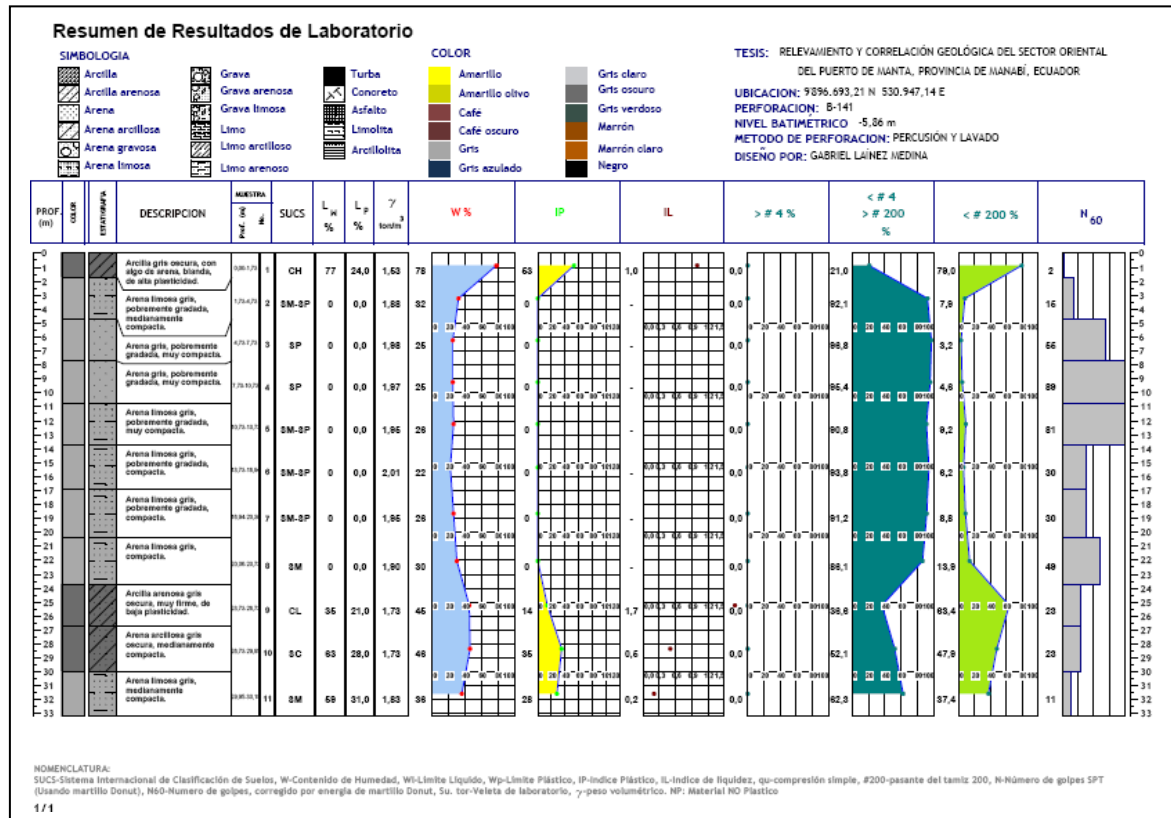 Resumen de Resultados de Laboratorio
SIMBOLOGIA
Arcilla
Arcilla arenosa
Arena
Arena arcillosa
Arena gravosa
Arena limosa
Grava
Grava arenosa
Grava limosa
Limo
Limo arcilloso
Limo arenoso
Turba
Concreto
Asfalto
Limolita
Arcillolita
COLOR
Amarillo
Amarillo olivo
Café
Café oscuro
Gris
Gris azulado
Gris claro
Gris oscuro
Gris verdoso
Marrón
Marrón claro
Negro
TESIS: RELEVAMIENTO Y CORRELACIÓN GEOLÓGICA DEL SECTOR ORIENTAL
DEL PUERTO DE MANTA, PROVINCIA DE MANABÍ, ECUADOR
UBICACION: 9896.693,21 N 530.947,14 E
PERFORACION: B-141
NIVEL BATIMÉTRICO -5,86 m
METODO DE PERFORACION: PERCUSIÓN Y LAVADO
DISEÑO POR: GABRIEL LAÍNEZ MEDINA
PROF. (m) COLOR ESTATIGRAFIA DESCRIPCION MUESTRA Prof. (m) No. SUCS L W % L P % γ ton/m3 W % IP IL > # 4 % < # 4 > # 200 % < # 200 % N 60
Arcilla gris oscura, con
algo de arena, blanda,
de alta plasticidad.
1 CH 77 24,0 1,53 78 63 1,0 0,0 21,0 79,0 2
Arena limosa gris,
pobremente gradada,
medianamente
compacta.
2 SM-SP 0 0,0 1,88 32 0 - 0,0 92,1 7,9 16
Arena gris, pobremente
gradada, muy compacta.
3 SP 0 0,0 1,98 25 0 - 0,0 96,8 3,2 56
Arena gris, pobremente
gradada, muy compacta.
4 SP 0 0,0 1,97 25 0 - 0,0 95,4 4,6 89
Arena limosa gris,
pobremente gradada,
muy compacta.
5 SM-SP 0 0,0 1,95 26 0 - 0,0 90,8 9,2 81
Arena limosa gris,
pobremente gradada,
compacta.
6 SM-SP 0 0,0 2,01 22 0 - 0,0 93,8 6,2 30
Arena limosa gris,
pobremente gradada,
compacta.
7 SM-SP 0 0,0 1,95 26 0 - 0,0 91,2 8,8 30
Arena limosa gris,
compacta.
8 SM 0 0,0 1,90 30 0 - 0,0 86,1 13,9 49
Arcilla arenosa gris
oscura, muy firme, de
baja plasticidad.
9 CL 35 21,0 1,73 45 14 1,7 0,0 36,6 63,4 23
Arena arcillosa gris
oscura, medianamente
compacta.
10 SC 63 28,0 1,73 46 35 0,6 0,0 52,1 47,9 23
Arena limosa gris,
medianamente
compacta.
11 SM 59 31,0 1,83 36 28 0,2 0,0 62,3 37,4 11
NOMENCLATURA:
SUCS-Sistema Internacional de Clasificación de Suelos, W-Contenido de Humedad, Wl-Limite Liquido, Wp-Limite Plástico, IP-Indice Plástico, IL-Indice de liquidez, qu-compresión simple, #200-pasante del tamiz 200, N-Número de golpes SPT
(Usando martillo Donut), N60-Numero de golpes, corregido por energia de martillo Donut, Su. tor-Veleta de laboratorio, γ-peso volumétrico. NP: Material NO Plastico
1/1